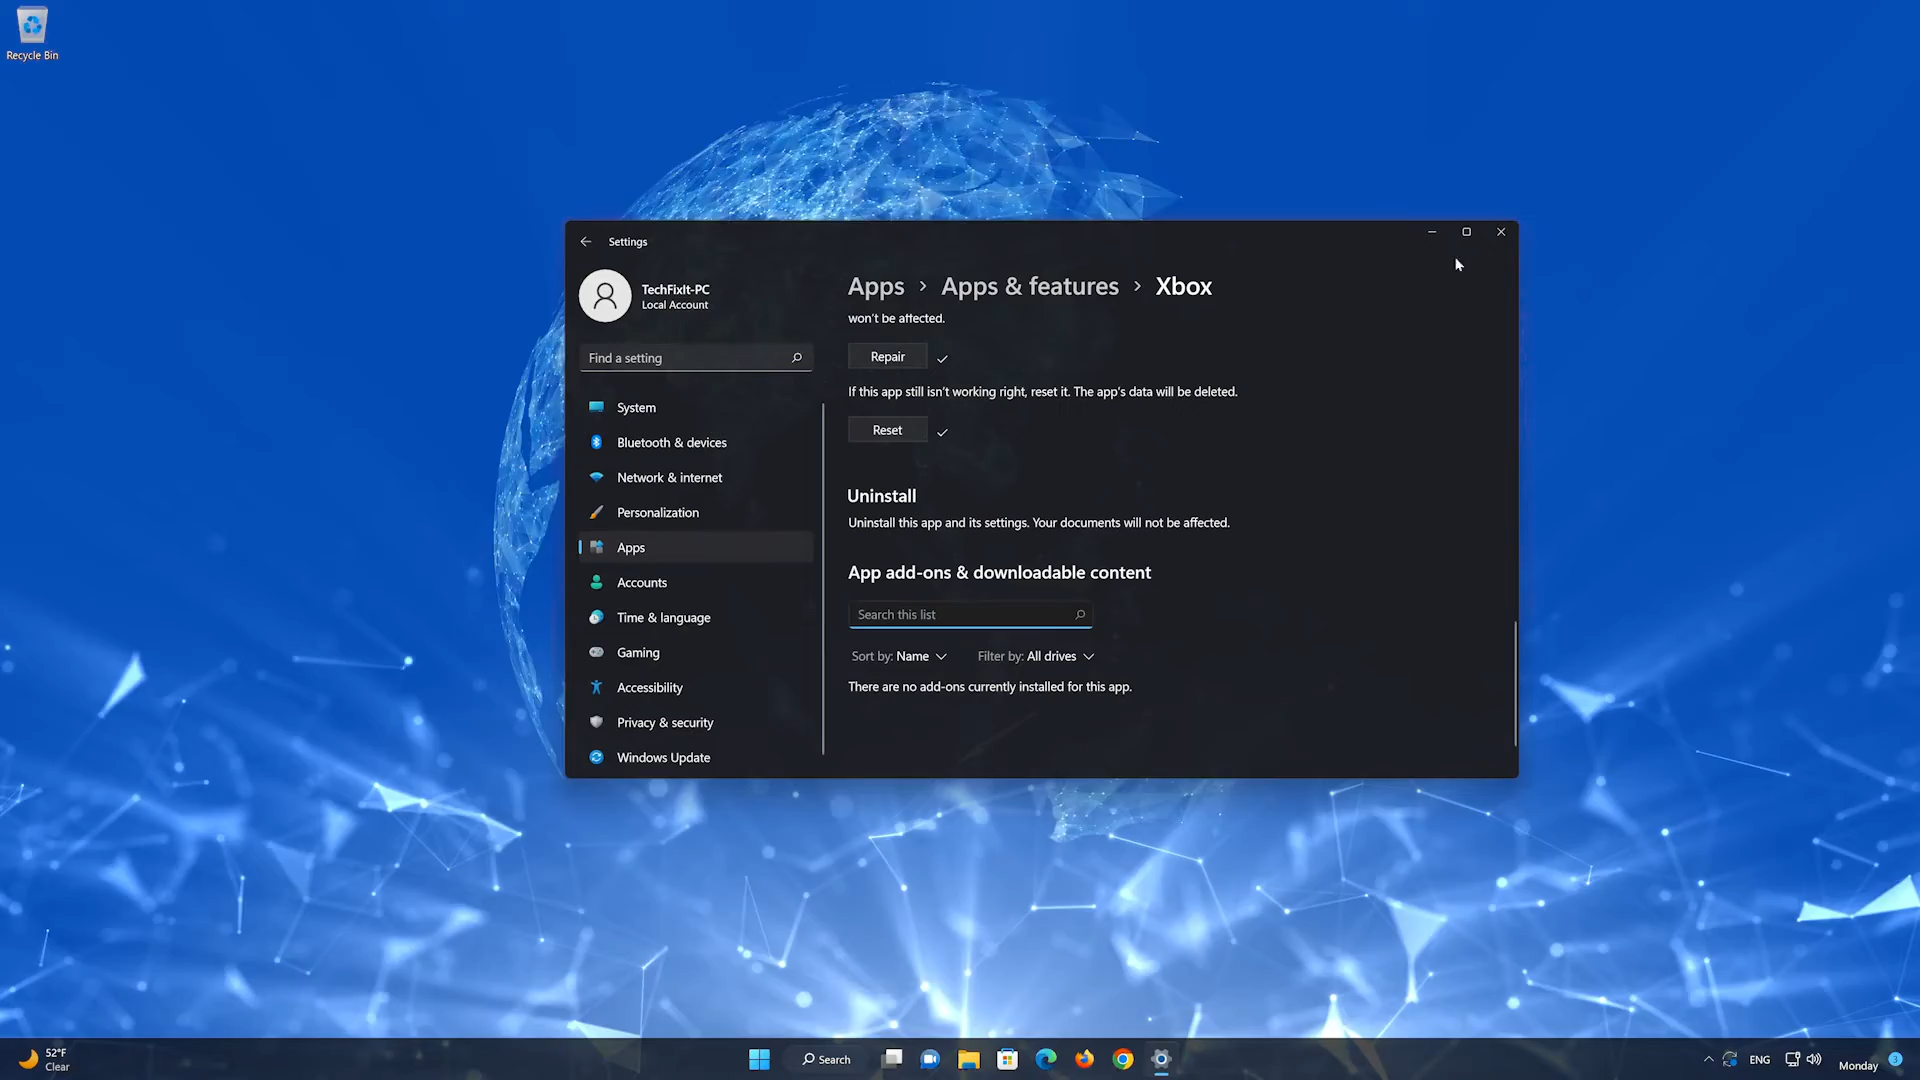 Recycle Bin
Settings
TechFixIt-PC
Local Account
Find a setting
System
Bluetooth & devices
Network & internet
Personalization
Apps
Accounts
Time & language
Gaming
Accessibility
Privacy & security
Windows Update
Apps › Apps & features › Xbox
won't be affected.
Repair
If this app still isn't working right, reset it. The app's data will be deleted.
Reset
Uninstall
Uninstall this app and its settings. Your documents will not be affected.
App add-ons & downloadable content
Search this list
Sort by: Name Filter by: All drives
There are no add-ons currently installed for this app.
52°F
Clear
Search
ENG
Monday
3